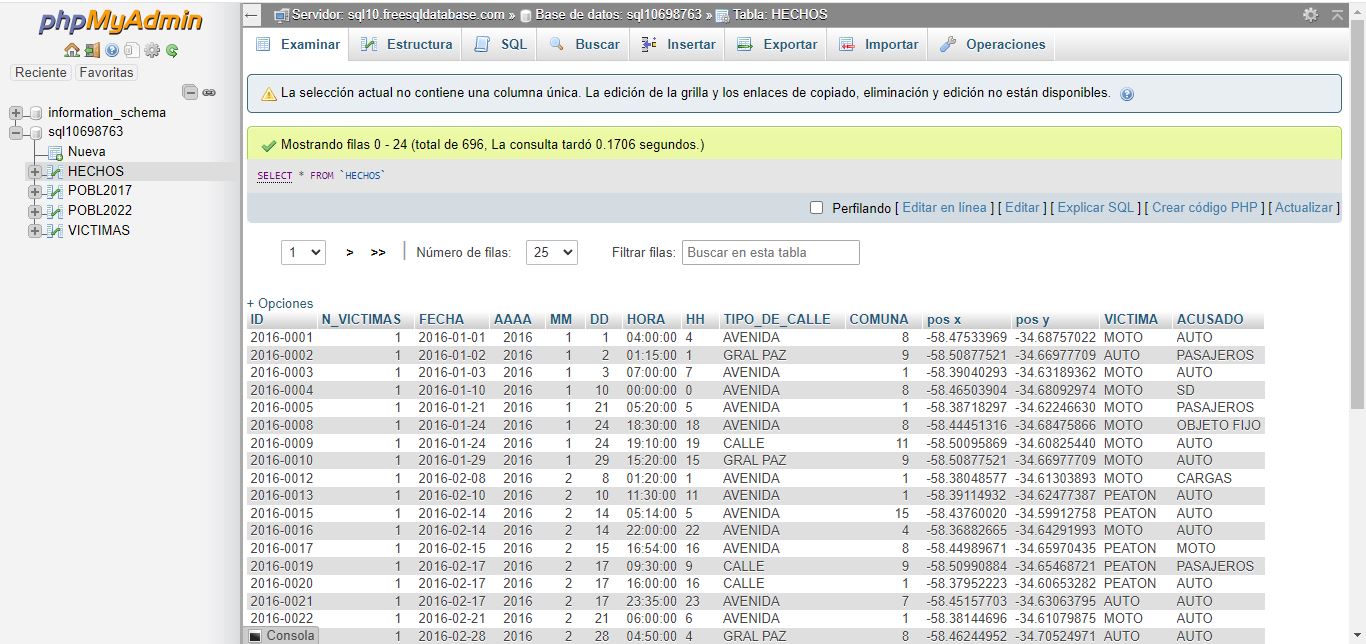 phpMyAdmin
Reciente Favoritas
information_schema
sql10698763
Nueva
HECHOS
POBL2017
POBL2022
VICTIMAS
Servidor: sql10.freesqldatabase.com » Base de datos: sql10698763 » Tabla: HECHOS
Examinar Estructura SQL Buscar Insertar Exportar Importar Operaciones
La selección actual no contiene una columna única. La edición de la grilla y los enlaces de copiado, eliminación y edición no están disponibles.
Mostrando filas 0 - 24 (total de 696, La consulta tardó 0.1706 segundos.)
SELECT * FROM `HECHOS`
Perfilando [ Editar en línea ] [ Editar ] [ Explicar SQL ] [ Crear código PHP ] [ Actualizar ]
1 > >> Número de filas: 25 Filtrar filas: Buscar en esta tabla
+ Opciones
ID N_VICTIMAS FECHA AAAA MM DD HORA HH TIPO_DE_CALLE COMUNA pos x pos y VICTIMA ACUSADO
2016-0001 1 2016-01-01 2016 1 1 04:00:00 4 AVENIDA 8 -58.47533969 -34.68757022 MOTO AUTO
2016-0002 1 2016-01-02 2016 1 2 01:15:00 1 GRAL PAZ 9 -58.50877521 -34.66977709 AUTO PASAJEROS
2016-0003 1 2016-01-03 2016 1 3 07:00:00 7 AVENIDA 1 -58.39040293 -34.63189362 MOTO AUTO
2016-0004 1 2016-01-10 2016 1 10 00:00:00 0 AVENIDA 8 -58.46503904 -34.68092974 MOTO SD
2016-0005 1 2016-01-21 2016 1 21 05:20:00 5 AVENIDA 1 -58.38718297 -34.62246630 MOTO PASAJEROS
2016-0008 1 2016-01-24 2016 1 24 18:30:00 18 AVENIDA 8 -58.44451316 -34.68475866 MOTO OBJETO FIJO
2016-0009 1 2016-01-24 2016 1 24 19:10:00 19 CALLE 11 -58.50095869 -34.60825440 MOTO AUTO
2016-0010 1 2016-01-29 2016 1 29 15:20:00 15 GRAL PAZ 9 -58.50877521 -34.66977709 MOTO AUTO
2016-0012 1 2016-02-08 2016 2 8 01:20:00 1 AVENIDA 1 -58.38048577 -34.61303893 MOTO CARGAS
2016-0013 1 2016-02-10 2016 2 10 11:30:00 11 AVENIDA 1 -58.39114932 -34.62477387 PEATON AUTO
2016-0015 1 2016-02-14 2016 2 14 05:14:00 5 AVENIDA 15 -58.43760020 -34.59912758 PEATON AUTO
2016-0016 1 2016-02-14 2016 2 14 22:00:00 22 AVENIDA 4 -58.36882665 -34.64291993 MOTO AUTO
2016-0017 1 2016-02-15 2016 2 15 16:54:00 16 AVENIDA 8 -58.44989671 -34.65970435 PEATON MOTO
2016-0019 1 2016-02-17 2016 2 17 09:30:00 9 CALLE 9 -58.50990884 -34.65468721 PEATON PASAJEROS
2016-0020 1 2016-02-17 2016 2 17 16:00:00 16 CALLE 1 -58.37952223 -34.60653282 PEATON AUTO
2016-0021 1 2016-02-17 2016 2 17 23:35:00 23 AVENIDA 7 -58.45157703 -34.63063795 AUTO AUTO
2016-0022 1 2016-02-21 2016 2 21 06:00:00 6 AVENIDA 1 -58.38144696 -34.61079875 MOTO AUTO
Consola 1 2016-02-28 2016 2 28 04:50:00 4 GRAL PAZ 8 -58.46244952 -34.70524971 AUTO AUTO